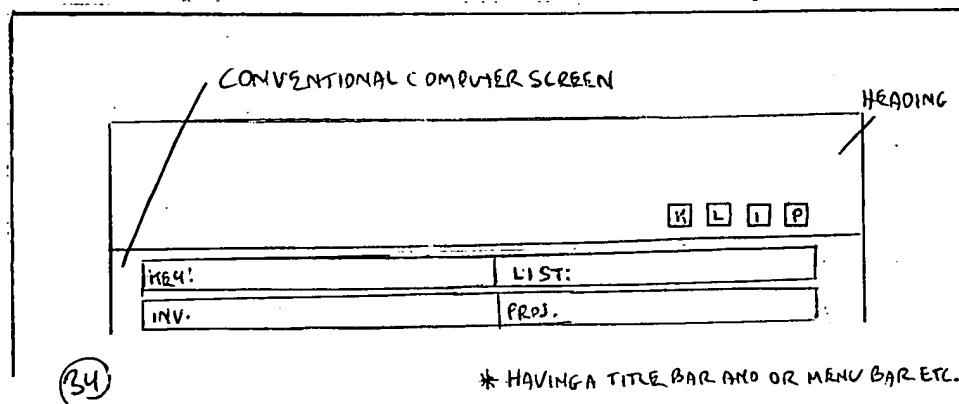 CONVENTIONAL COMPUTER SCREEN
HEADING
K L I P
KEY: LIST:
INV. PROJ.
34
* HAVING A TITLE BAR AND OR MENU BAR ETC.